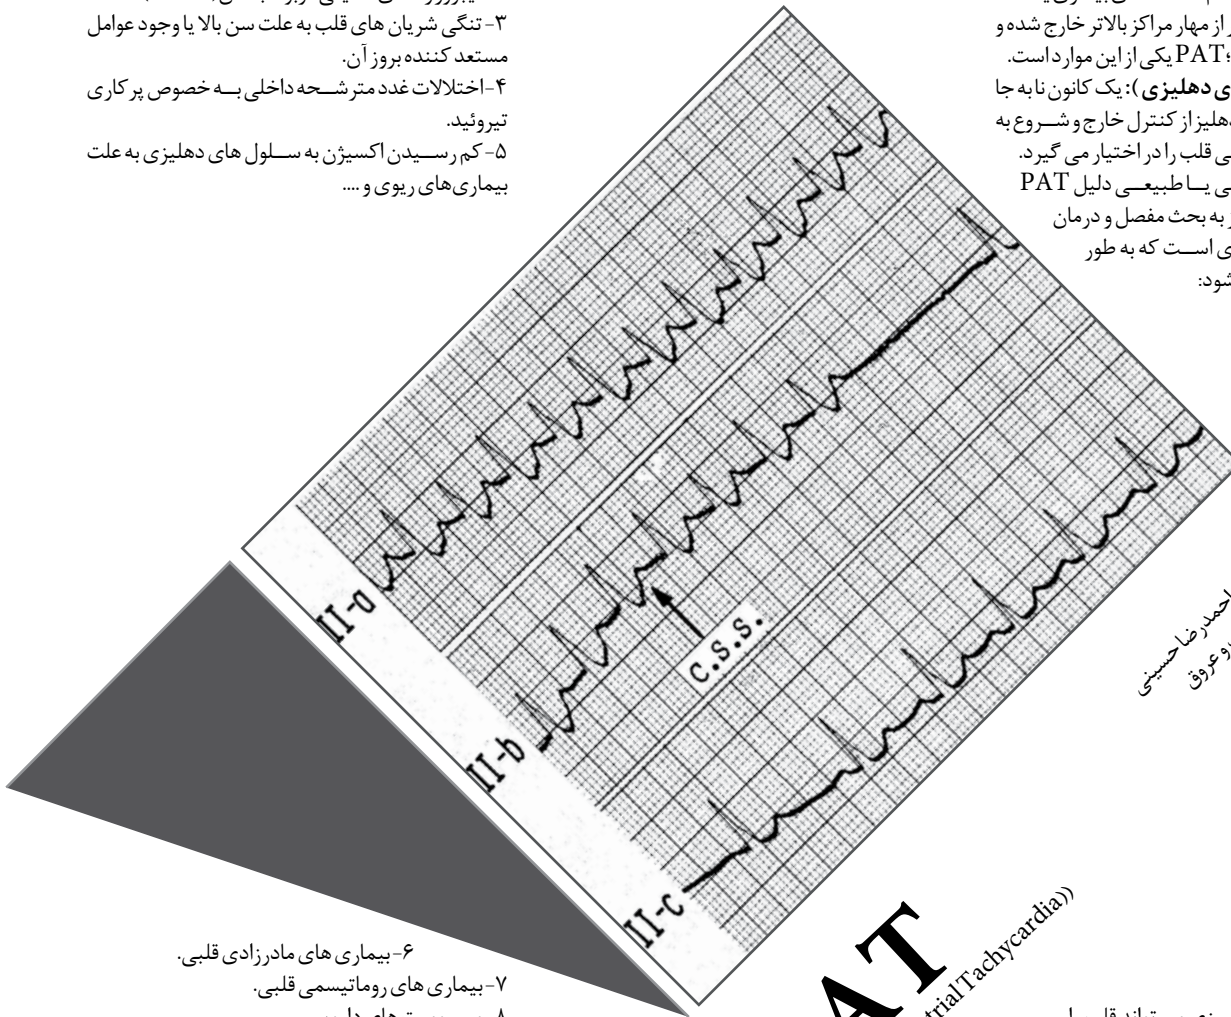 از مهار مراکز بالاتر خارج شده و
PAT یکی از این موارد است.
ی دهلیزی): یک کانون نابه جا
دهلیز از کنترل خارج و شروع به
قلب را در اختیار می گیرد.
یا طبیعی دلیل PAT
به بحث مفصل و درمان
است که به طور
شود:
۳- تنگی شریان های قلب به علت سن بالا یا وجود عوامل
مستعد کننده بروز آن.
۴- اختلالات غدد مترشحه داخلی به خصوص پر کاری
تیروئید.
۵- کم رسیدن اکسیژن به سلول های دهلیزی به علت
بیماری‌های ریوی و ....
II-a
II-b
c.s.s.
II-c
احمدرضا حسینی
و عروق
AT
trial Tachycardia))
۶- بیماری های مادرزادی قلبی.
۷- بیماری های روماتیسمی قلبی.